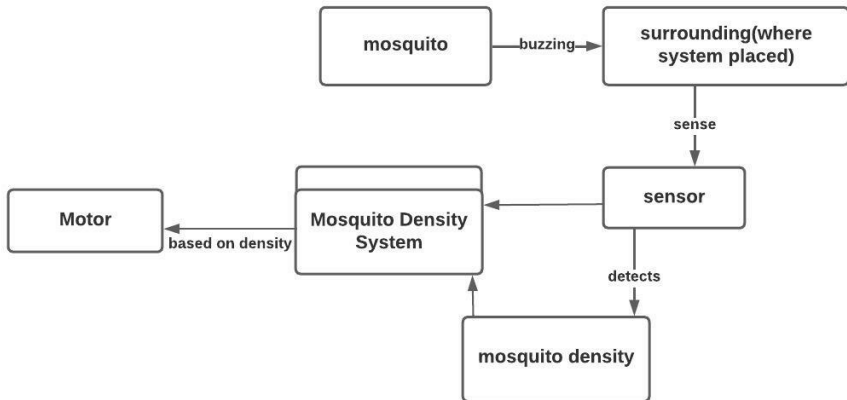 mosquito
buzzing
surrounding(where
system placed)
sense
sensor
Mosquito Density
System
Motor
based on density
detects
mosquito density